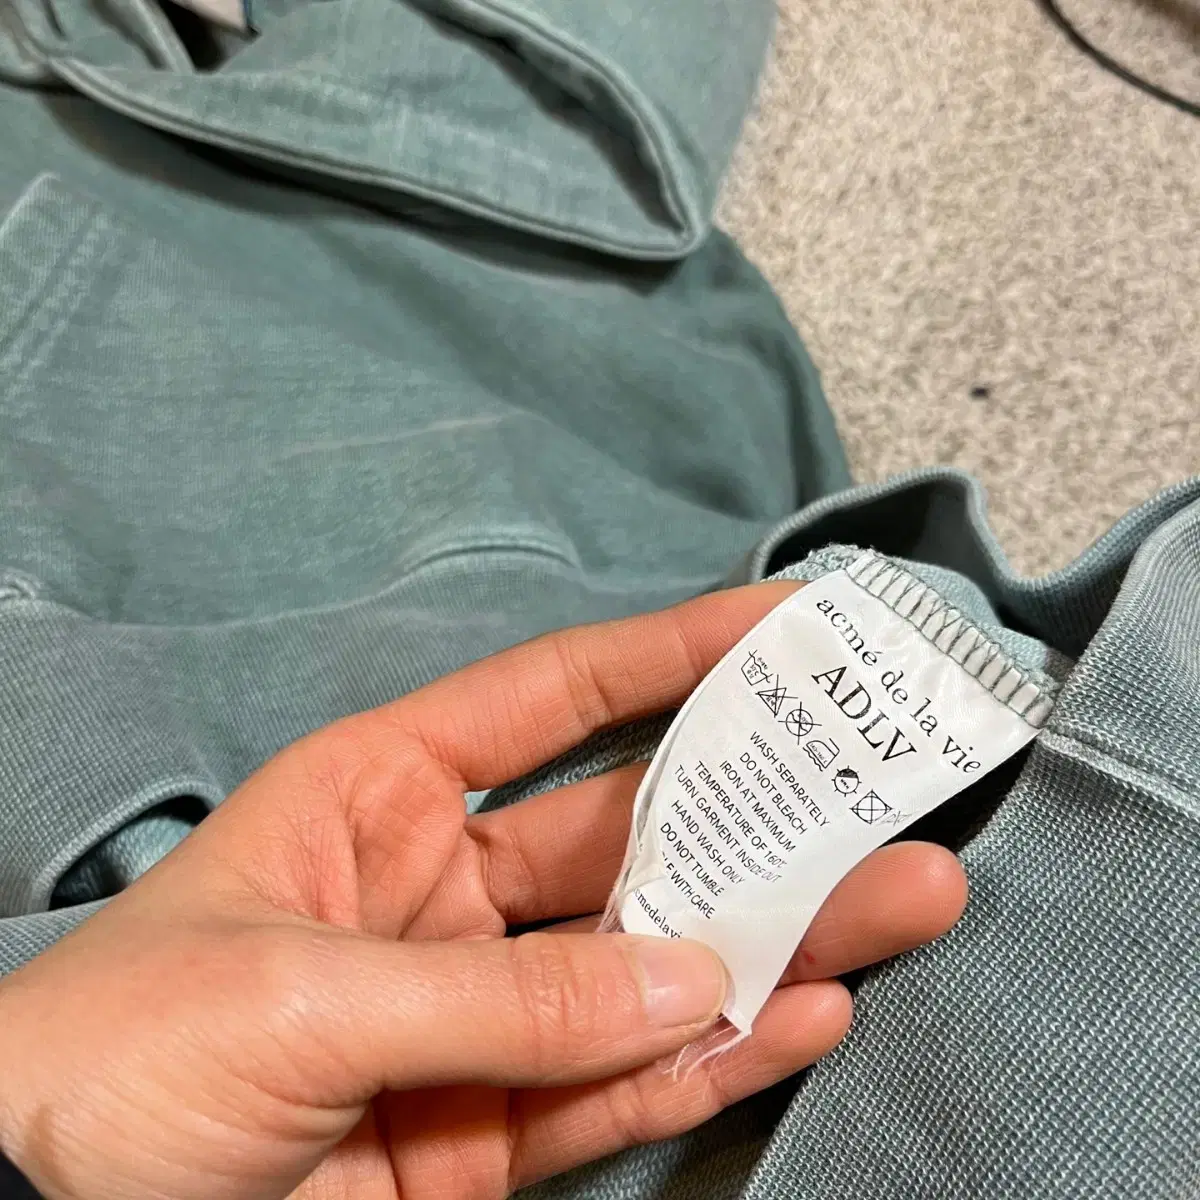 acmé de la vie
ADLV
WASH SEPARATELY
DO NOT BLEACH
IRON AT MAXIMUM
TEMPERATURE OF 160℃
TURN GARMENT INSIDE OUT
HAND WASH ONLY
DO NOT TUMBLE
WITH CARE